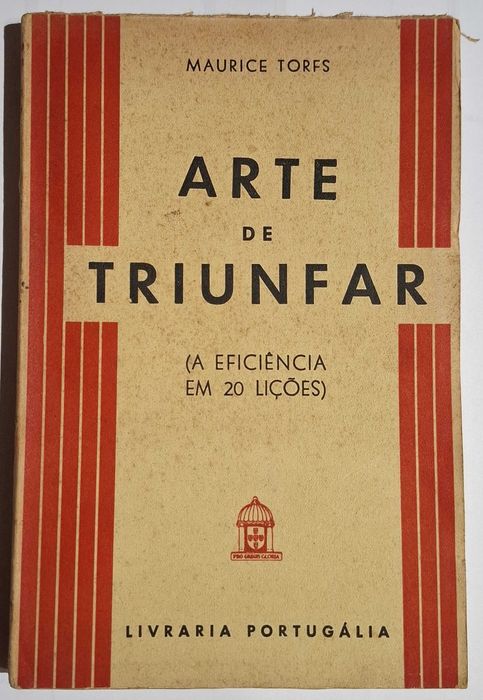 MAURICE TORFS
ARTE
DE
TRIUNFAR
(A EFICIÊNCIA
EM 20 LIÇÕES)
LIVRARIA PORTUGÁLIA